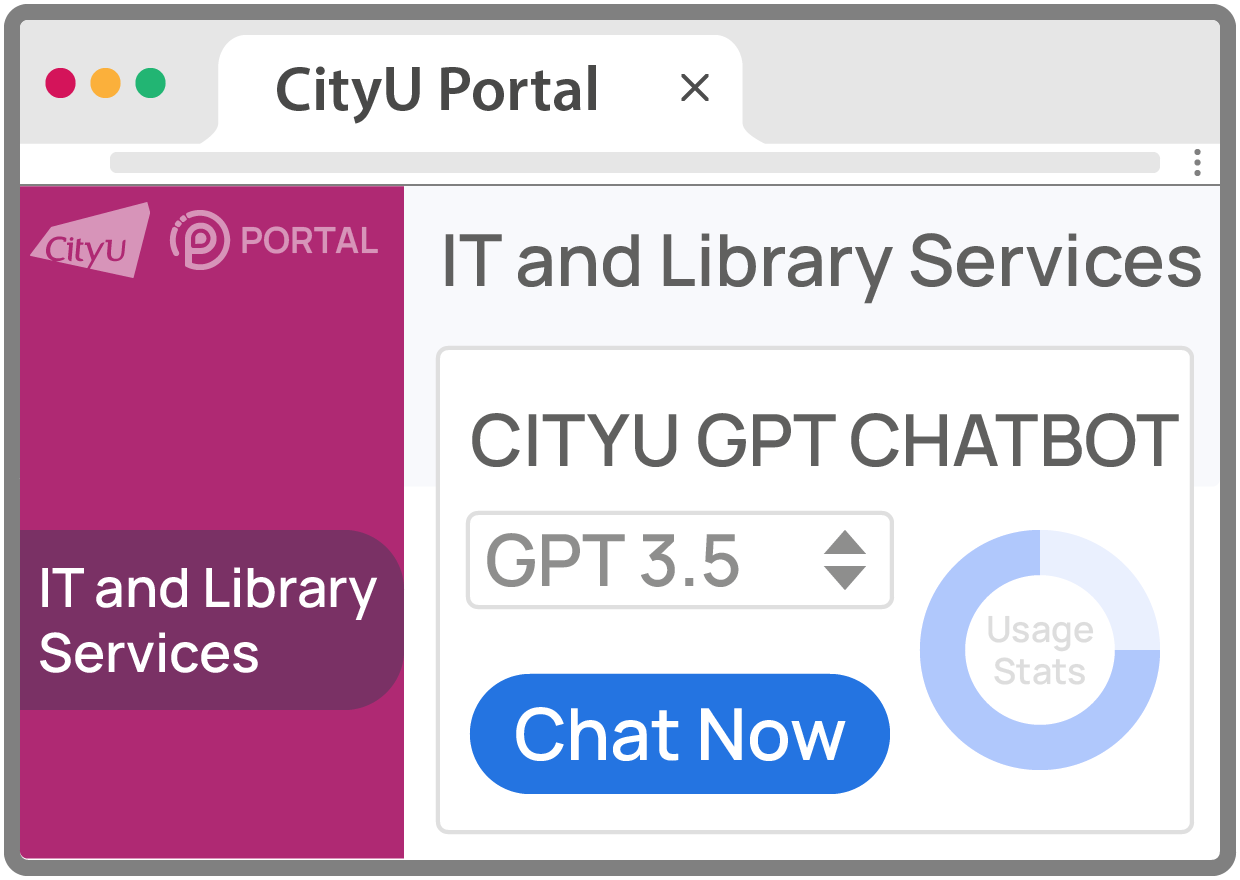 CityU Portal
CityU PORTAL
IT and Library Services
CITYU GPT CHATBOT
GPT 3.5
Usage
Stats
IT and Library
Services
Chat Now